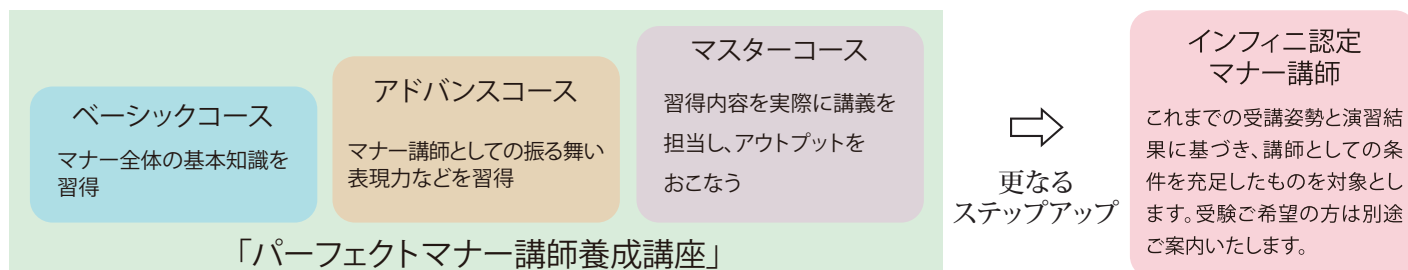 ベーシックコース
マナー全体の基本知識を
習得
アドバンスコース
マナー講師としての振る舞い
表現力などを習得
マスターコース
習得内容を実際に講義を
担当し、アウトプットを
おこなう
「パーフェクトマナー講師養成講座」
更なる
ステップアップ
インフィニ認定
マナー講師
これまでの受講姿勢と演習結
果に基づき、講師としての条
件を充足したものを対象とし
ます。受験ご希望の方は別途
ご案内いたします。